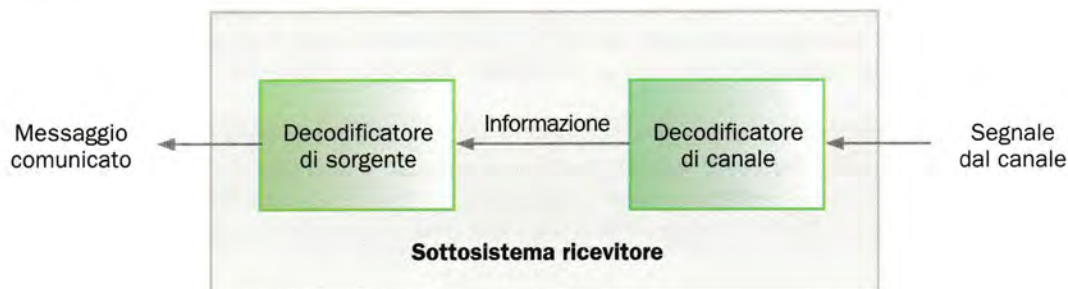 Messaggio
comunicato
Decodificatore
di sorgente
Informazione
Decodificatore
di canale
Segnale
dal canale
Sottosistema ricevitore